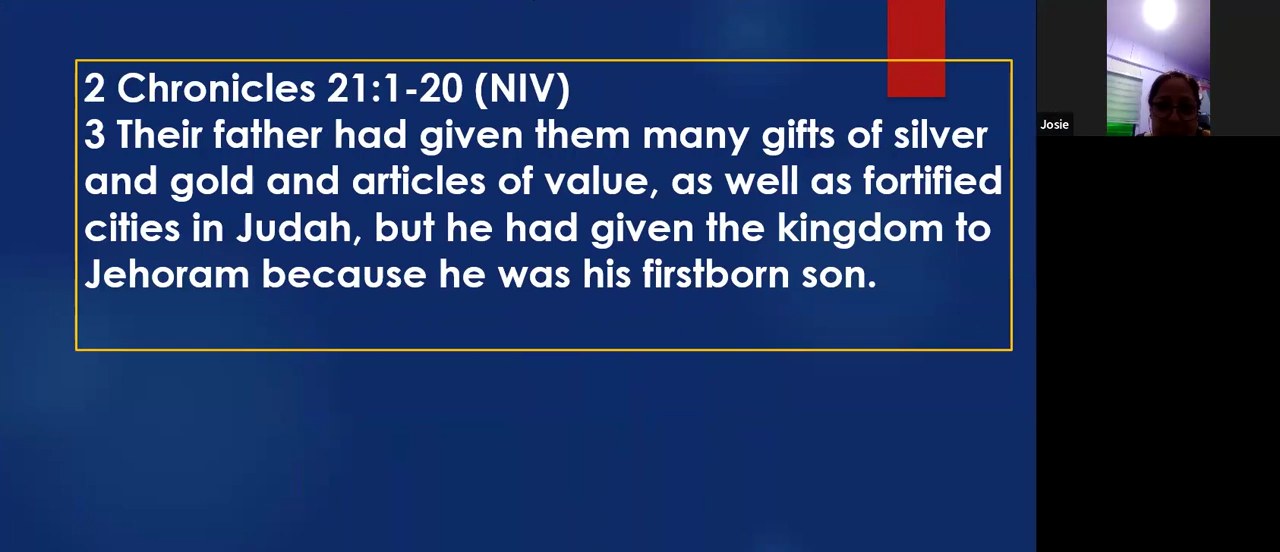 2 Chronicles 21:1-20 (NIV)
3 Their father had given them many gifts of silver
and gold and articles of value, as well as fortified
cities in Judah, but he had given the kingdom to
Jehoram because he was his firstborn son.
Josie